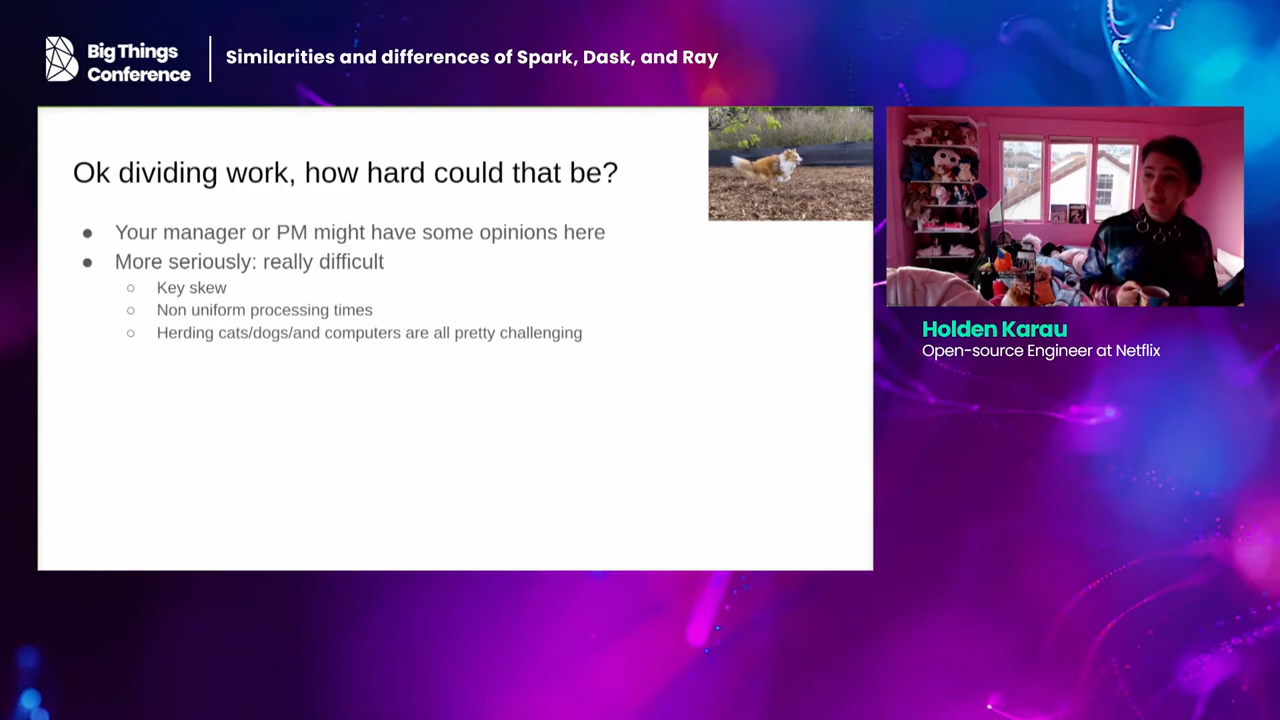 Big Things
Conference
Similarities and differences of Spark, Dask, and Ray
Ok dividing work, how hard could that be?
● Your manager or PM might have some opinions here
● More seriously: really difficult
○ Key skew
○ Non uniform processing times
○ Herding cats/dogs/and computers are all pretty challenging
Holden Karau
Open-source Engineer at Netflix